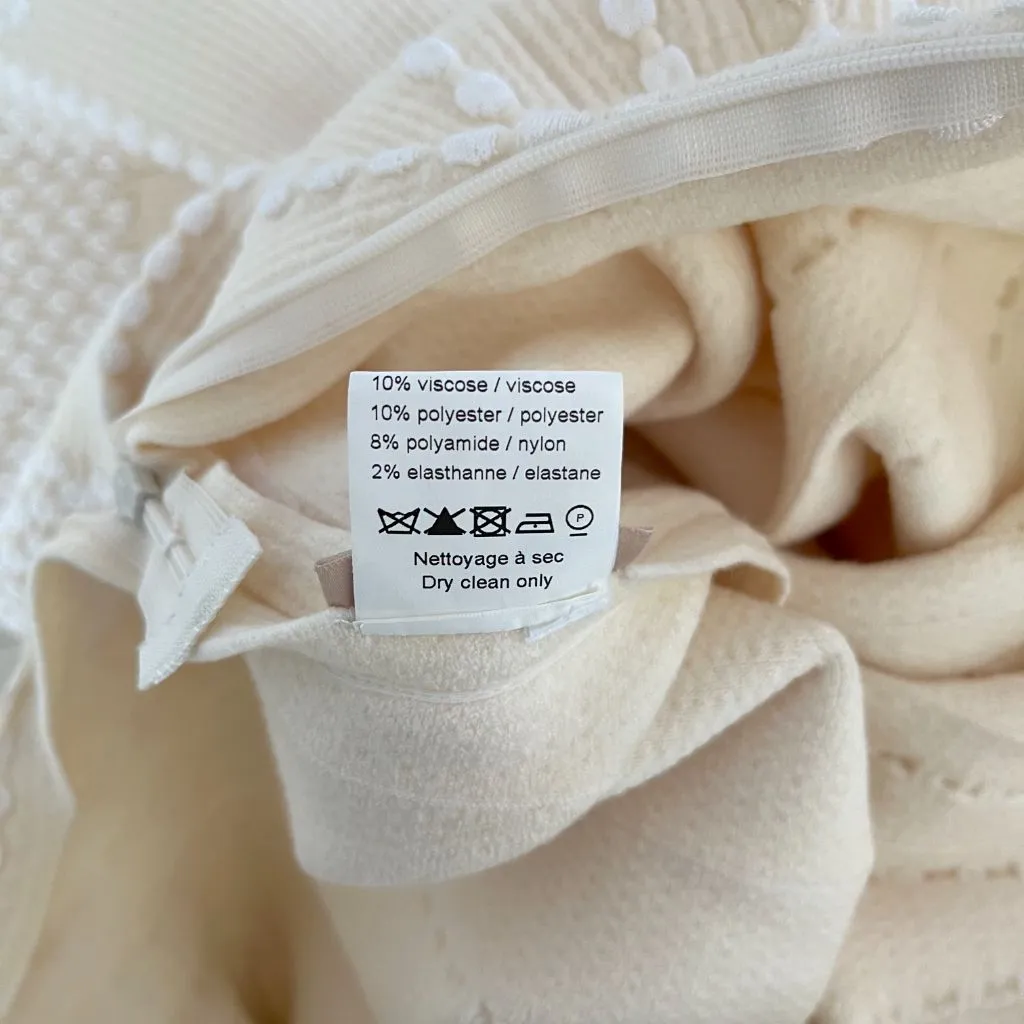 10% viscose / viscose
10% polyester / polyester
8% polyamide / nylon
2% elasthanne / elastane
P
Nettoyage à sec
Dry clean only